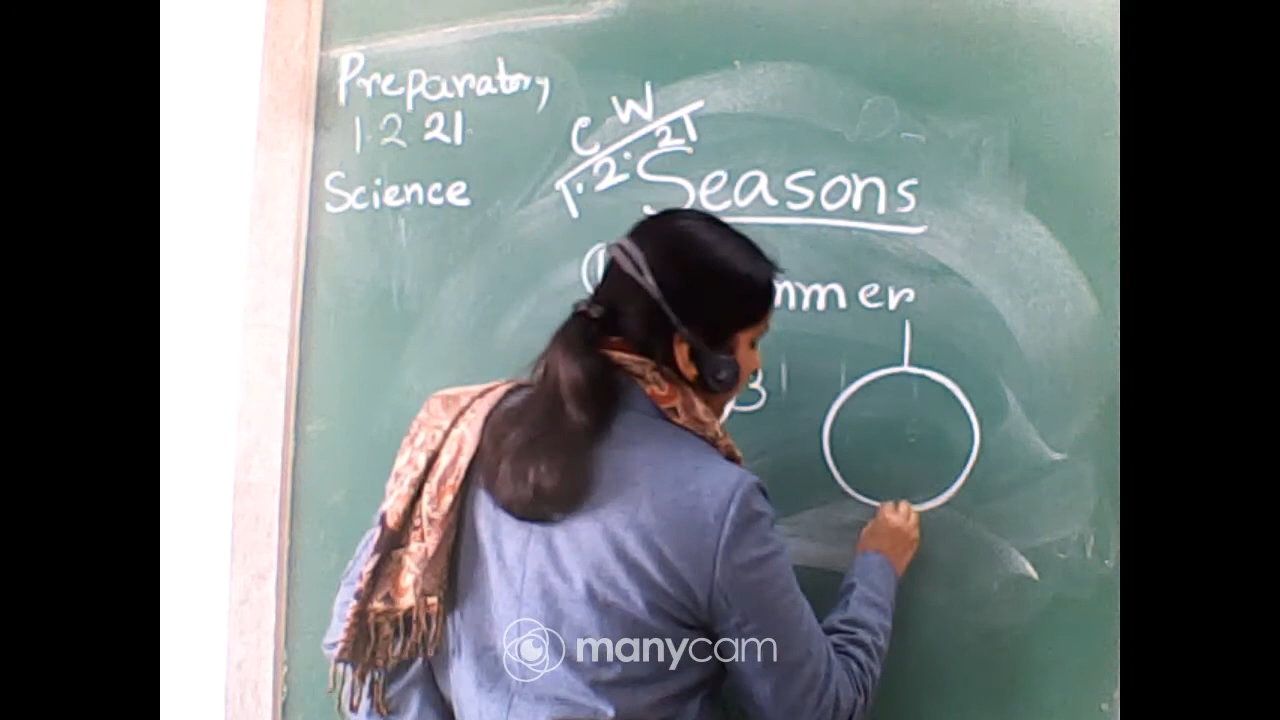 Preparatory
1.2 21
Science
C W
1.2.21
Seasons
mmer
manycam